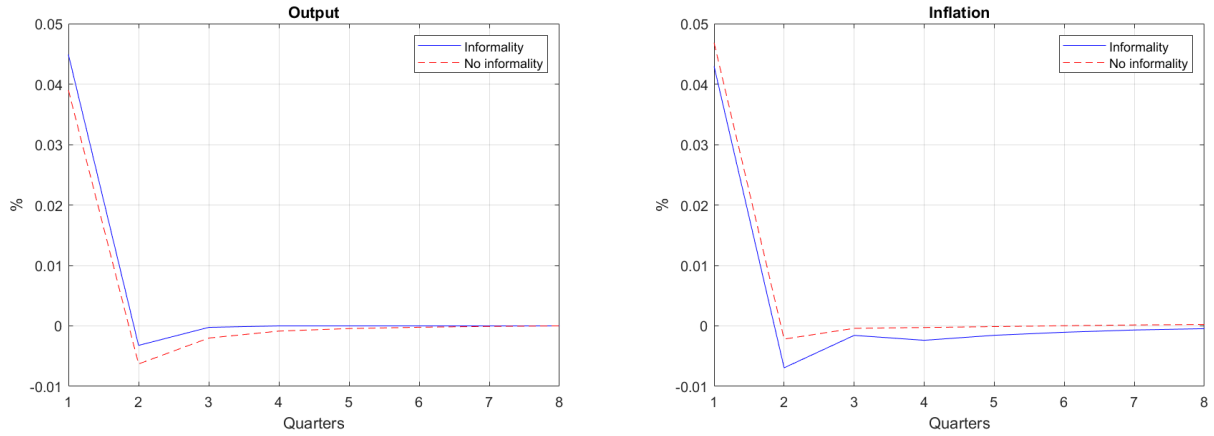 Output
0.05
0.04
0.03
0.02
0.01
0
-0.01
%
Informality
No informality
1 2 3 4 5 6 7 8
Quarters
Inflation
0.05
0.04
0.03
0.02
0.01
0
-0.01
%
Informality
No informality
1 2 3 4 5 6 7 8
Quarters